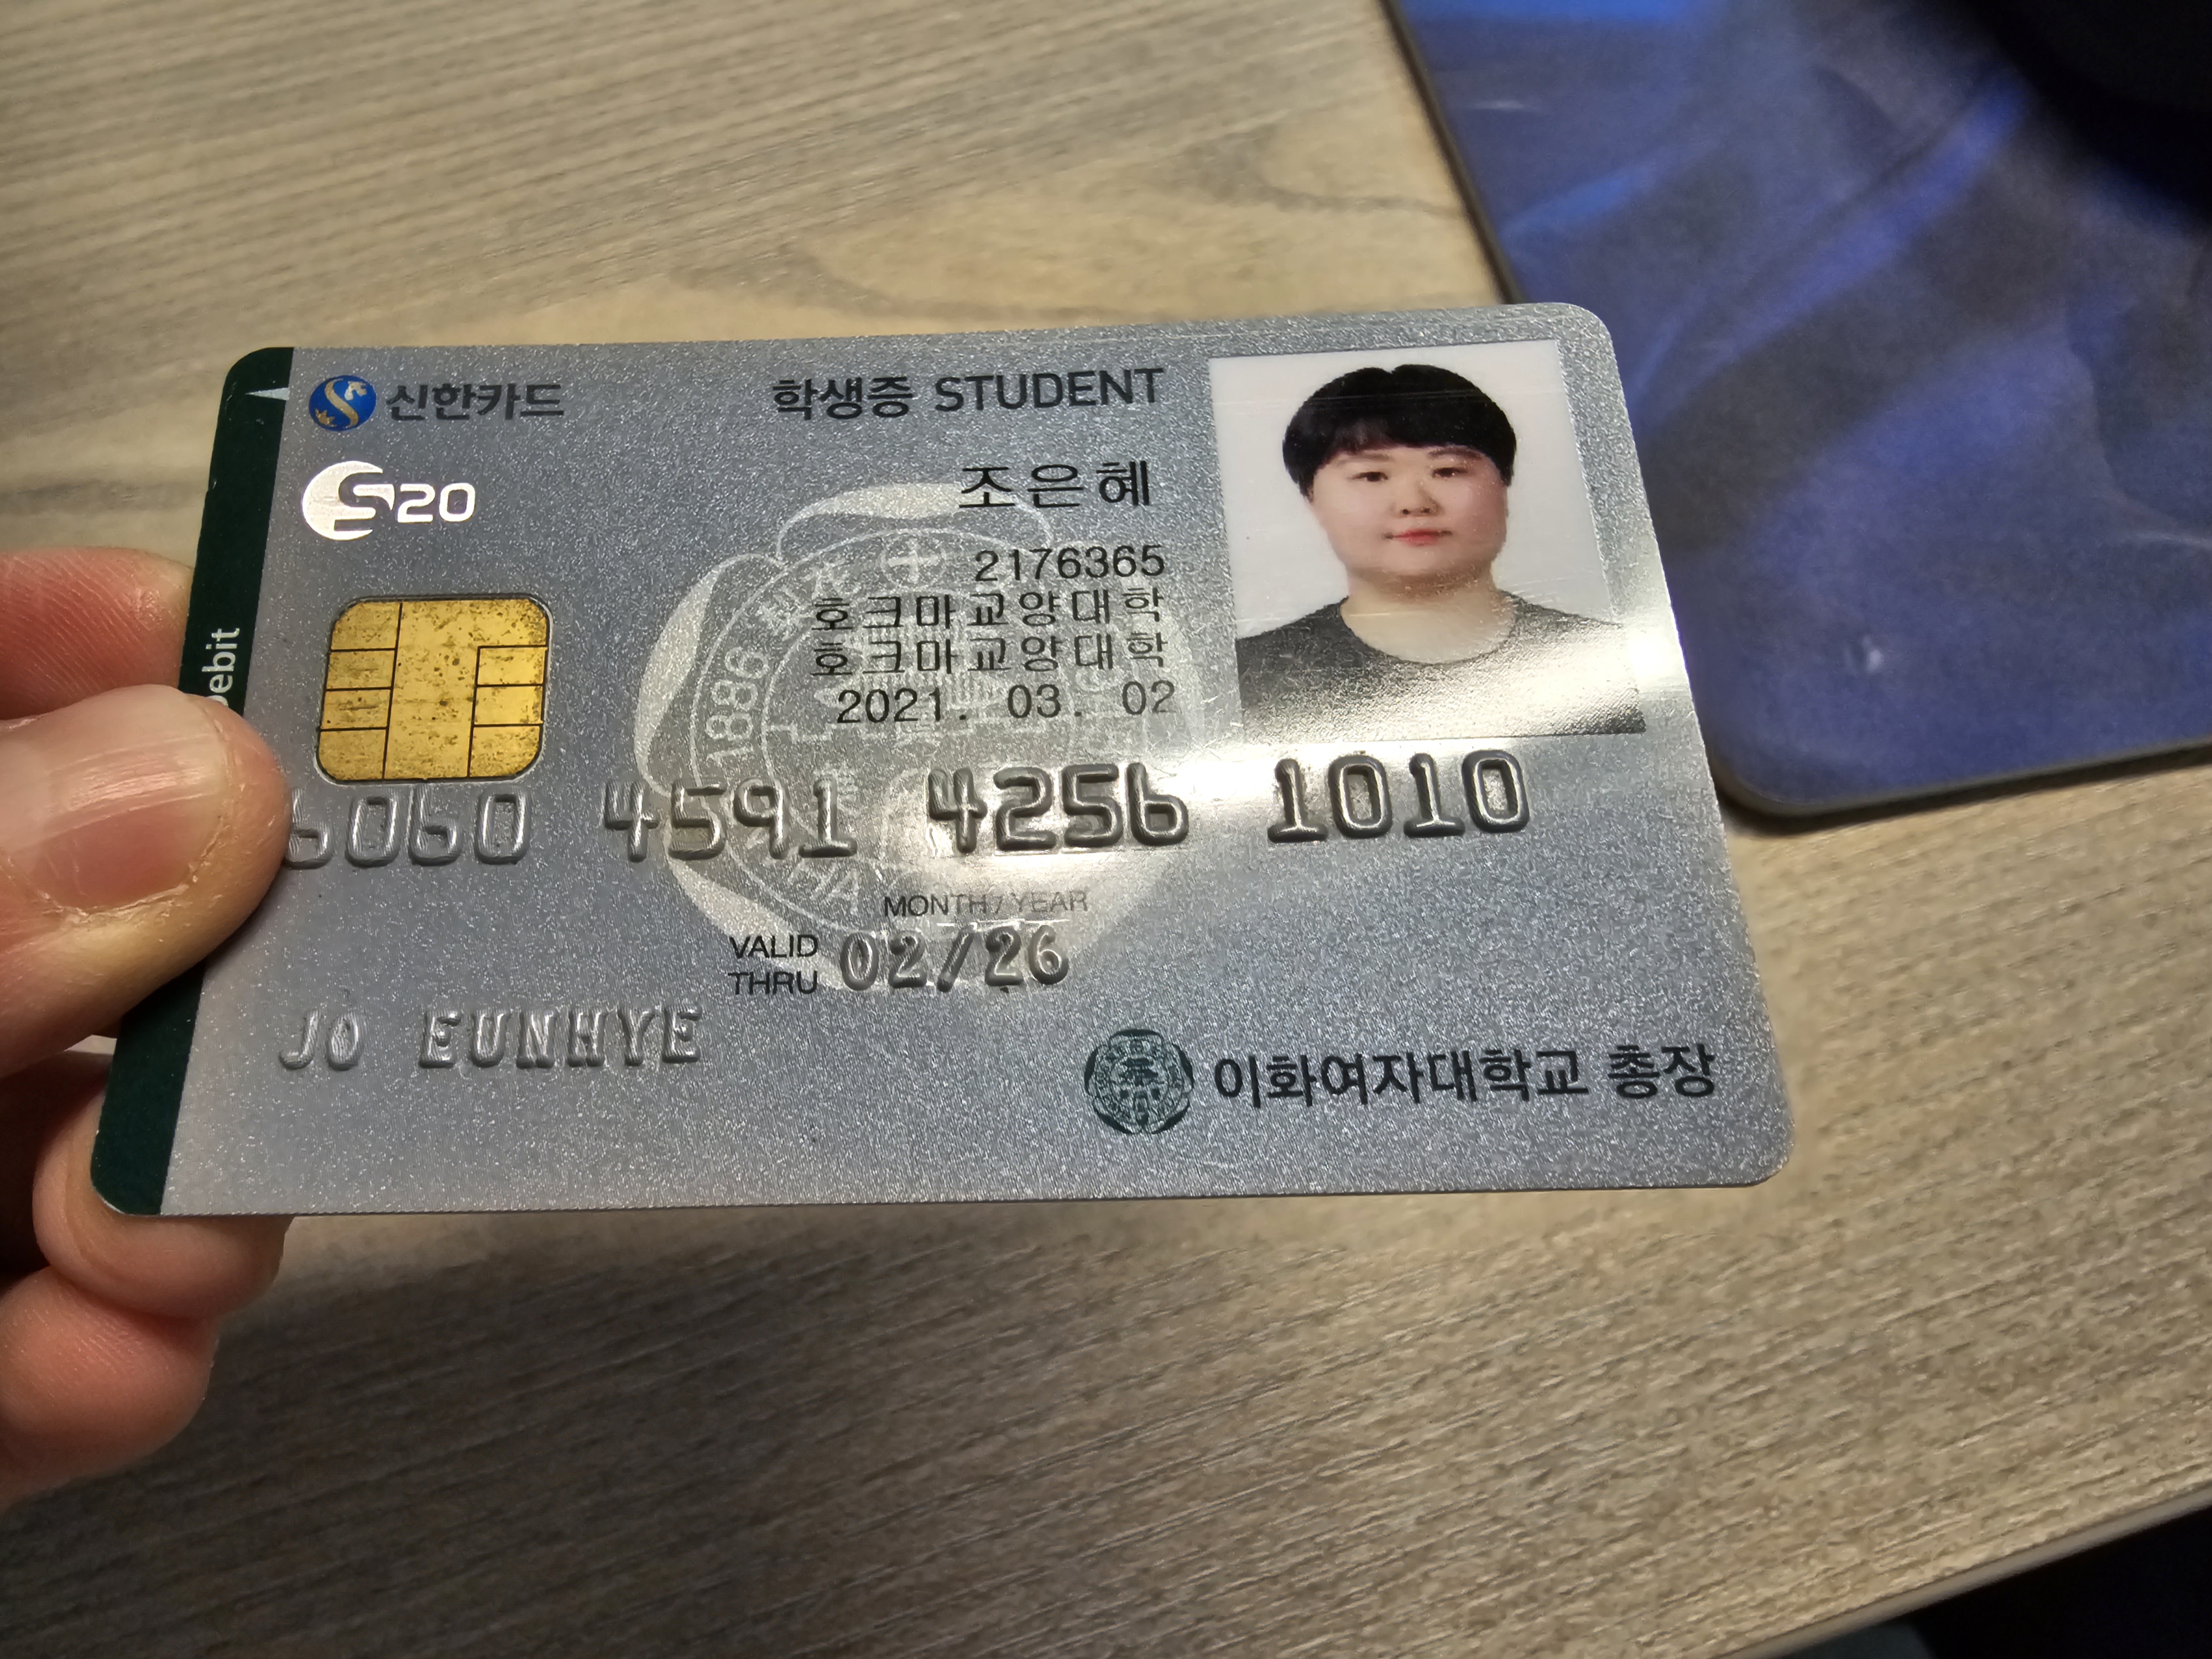 신한카드
학생증 STUDENT
S20
조은혜
2176365
호크마교양대학
호크마교양대학
2021. 03. 02
ebit
1886
6060 4591 4256 1010
MONTH / YEAR
VALID THRU 02/26
JO EUNHYE
이화여자대학교 총장